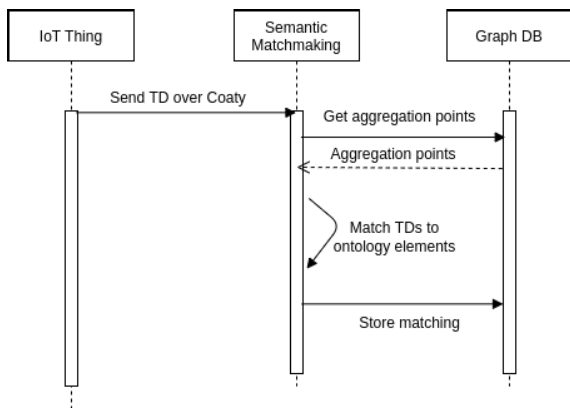 IoT Thing
Semantic
Matchmaking
Graph DB
Send TD over Coaty
Get aggregation points
Aggregation points
Match TDs to
ontology elements
Store matching